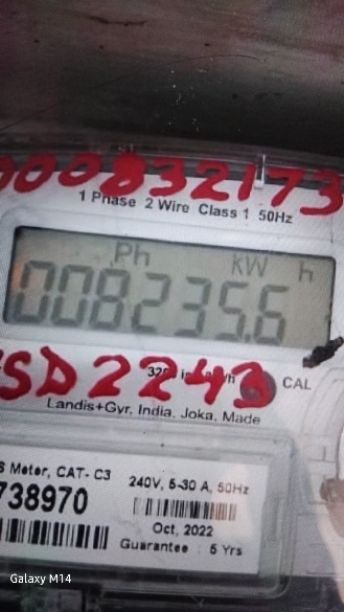 000832173
1 Phase 2 Wire Class 1 50Hz
Ph kW h
008235.6
SD2243
CAL
Landis+Gyr, India, Joka, Made
S Meter, CAT- C3
240V, 5-30 A, 50Hz
738970
Oct, 2022
Guarantee : 5 Yrs
Galaxy M14